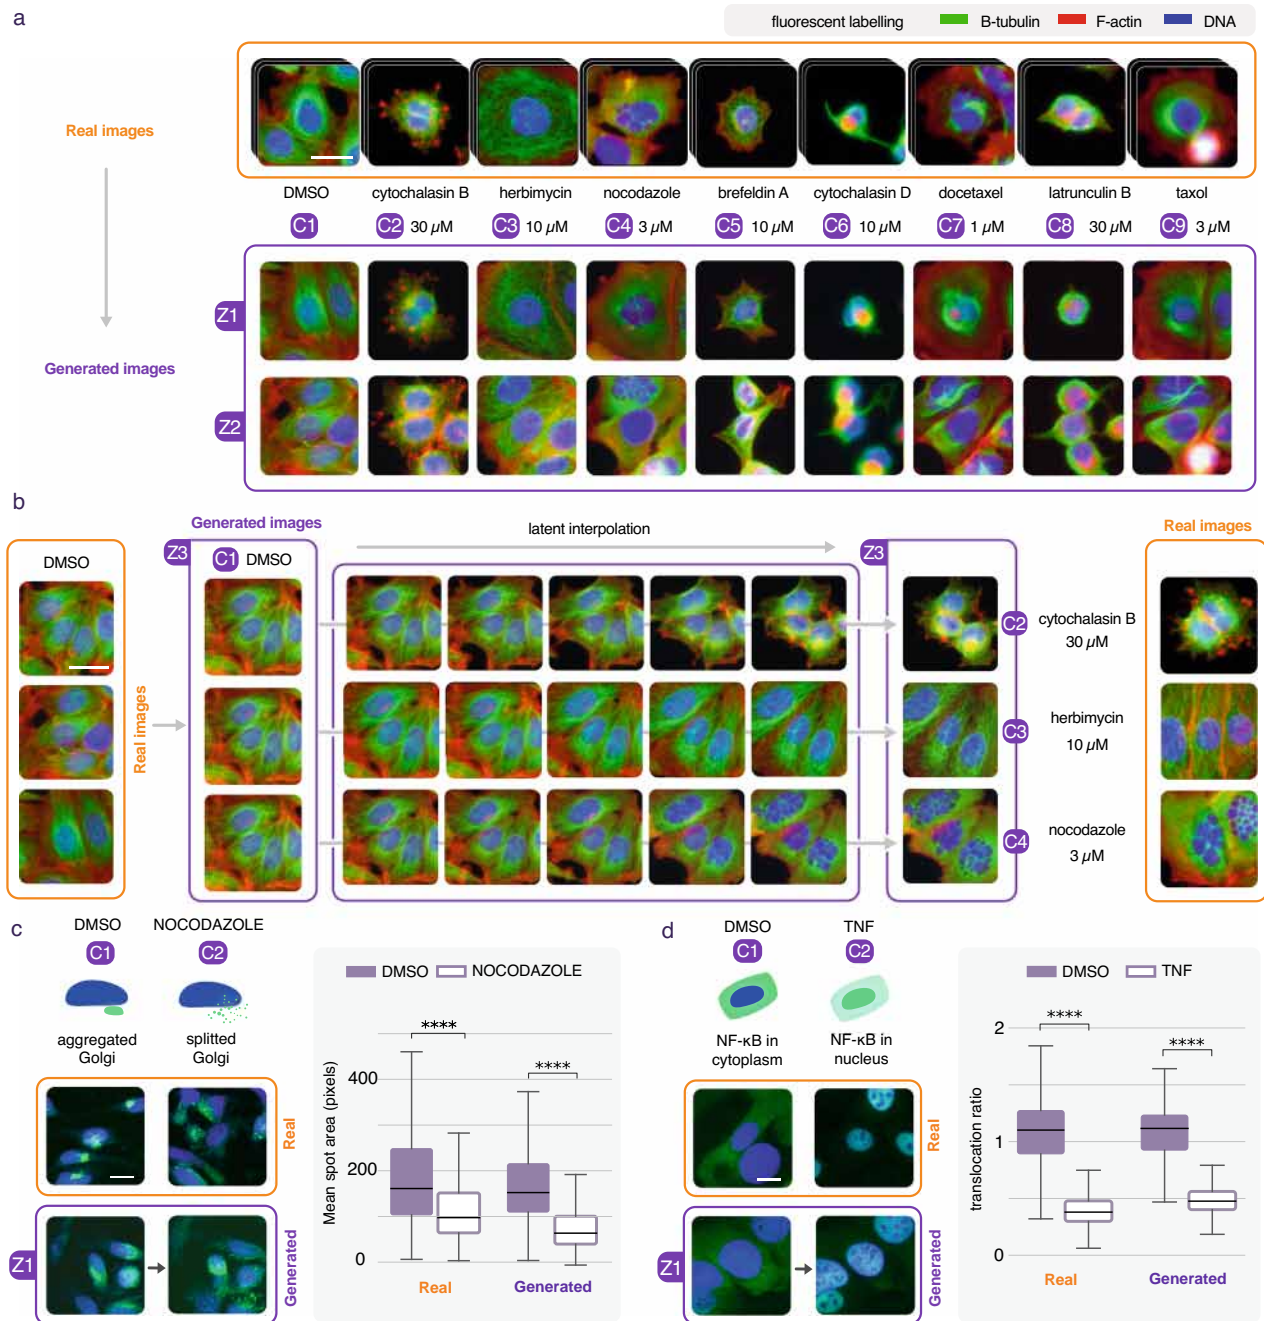 a
fluorescent labelling B-tubulin F-actin DNA
Real images
DMSO cytochalasin B herbimycin nocodazole brefeldin A cytochalasin D docetaxel latrunculin B taxol
C1 C2 30 µM C3 10 µM C4 3 µM C5 10 µM C6 10 µM C7 1 µM C8 30 µM C9 3 µM
Z1
Generated images
Z2
b
Generated images latent interpolation Real images
DMSO Z3 C1 DMSO Z3
Real images
C2 cytochalasin B
30 µM
C3 herbimycin
10 µM
C4 nocodazole
3 µM
c
DMSO NOCODAZOLE
C1 C2
aggregated splitted
Golgi Golgi
Real
Z1
Generated
DMSO NOCODAZOLE
****
****
Mean spot area (pixels)
400
200
0
Real Generated
d
DMSO TNF
C1 C2
NF-κB in NF-κB in
cytoplasm nucleus
Real
Z1
Generated
DMSO TNF
****
****
translocation ratio
2
1
0
Real Generated